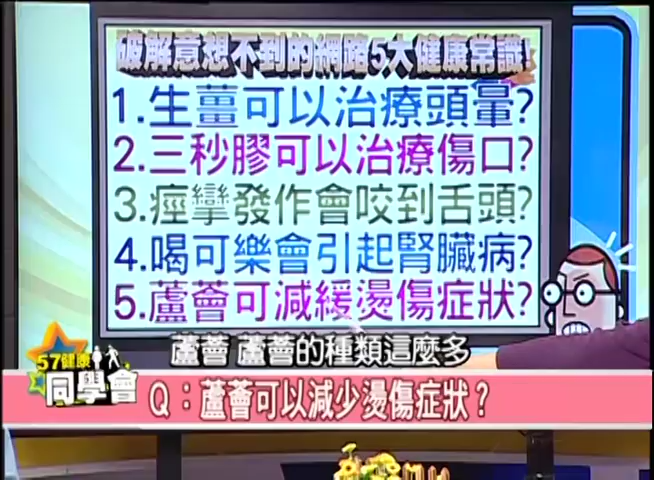 破解意想不到的網路5大健康常識!
1.生薑可以治療頭暈?
2.三秒膠可以治療傷口?
3.痙攣發作會咬到舌頭?
4.喝可樂會引起腎臟病?
5.蘆薈可減緩燙傷症狀?
蘆薈 蘆薈的種類這麼多
57健康
同學會
Q：蘆薈可以減少燙傷症狀？